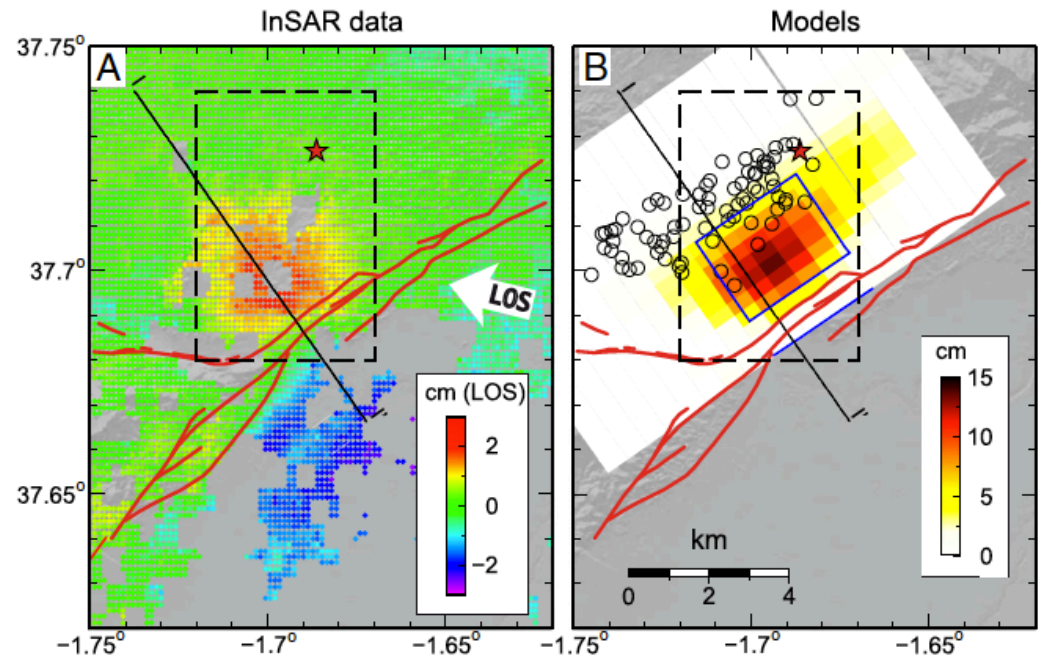 InSAR data
Models
37.75°
37.7°
37.65°
A
B
I
I'
I
I'
LOS
cm (LOS)
2
0
−2
cm
15
10
5
0
km
0 2 4
−1.75° −1.7° −1.65°
−1.75° −1.7° −1.65°